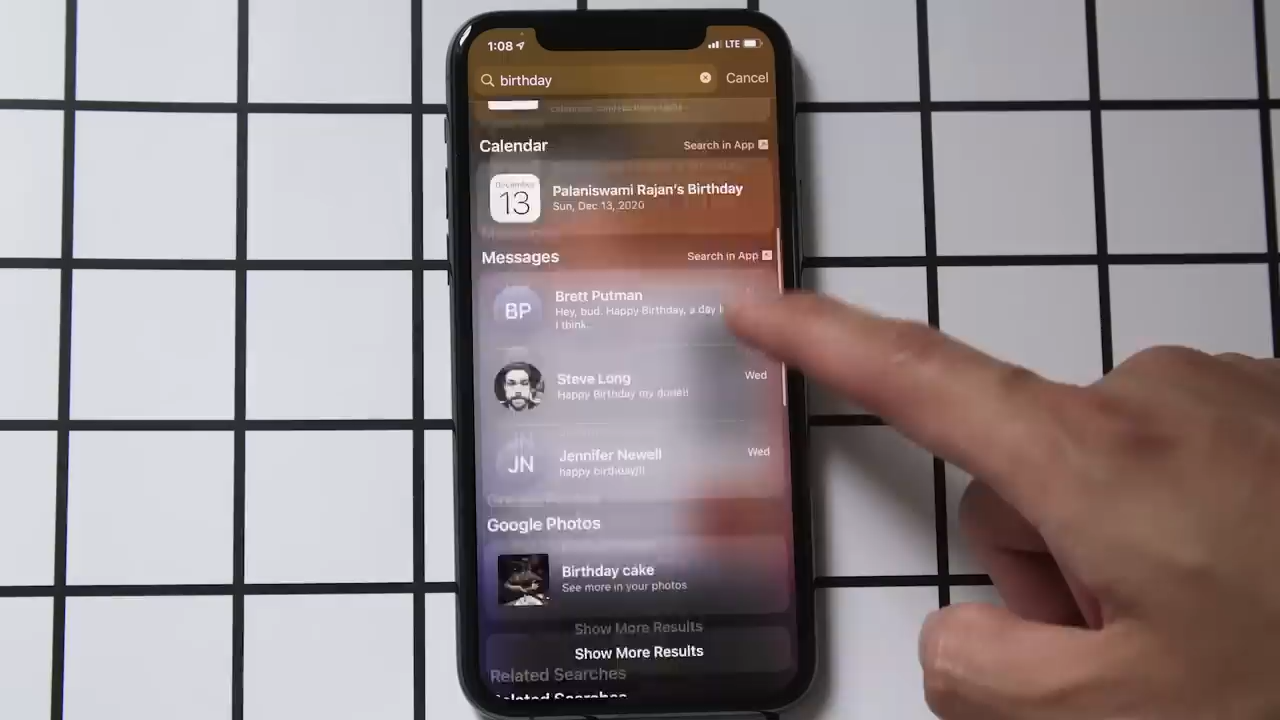 1:08
LTE
birthday
Cancel
Calendar
Search in App
December
13
Palaniswami Rajan's Birthday
Sun, Dec 13, 2020
Messages
Search in App
BP
Brett Putman
Hey, bud. Happy Birthday, a day
I think.
Steve Long
Wed
Happy Birthday my dude!!
JN
Jennifer Newell
Wed
happy birthday!!!
Google Photos
Birthday cake
See more in your photos
Show More Results
Show More Results
Related Searches
Related Searches